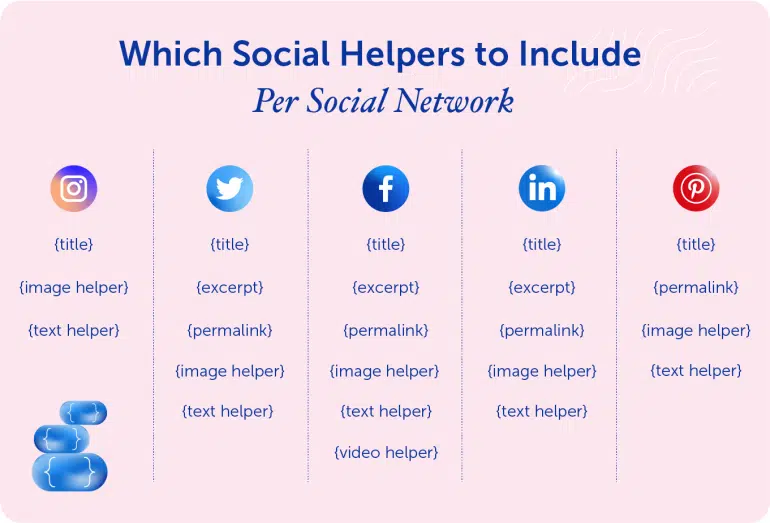 Which Social Helpers to Include
Per Social Network
{title}
{image helper}
{text helper}
{title}
{excerpt}
{permalink}
{image helper}
{text helper}
{title}
{excerpt}
{permalink}
{image helper}
{text helper}
{video helper}
{title}
{excerpt}
{permalink}
{image helper}
{text helper}
{title}
{permalink}
{image helper}
{text helper}
{ }
{ }
{ }